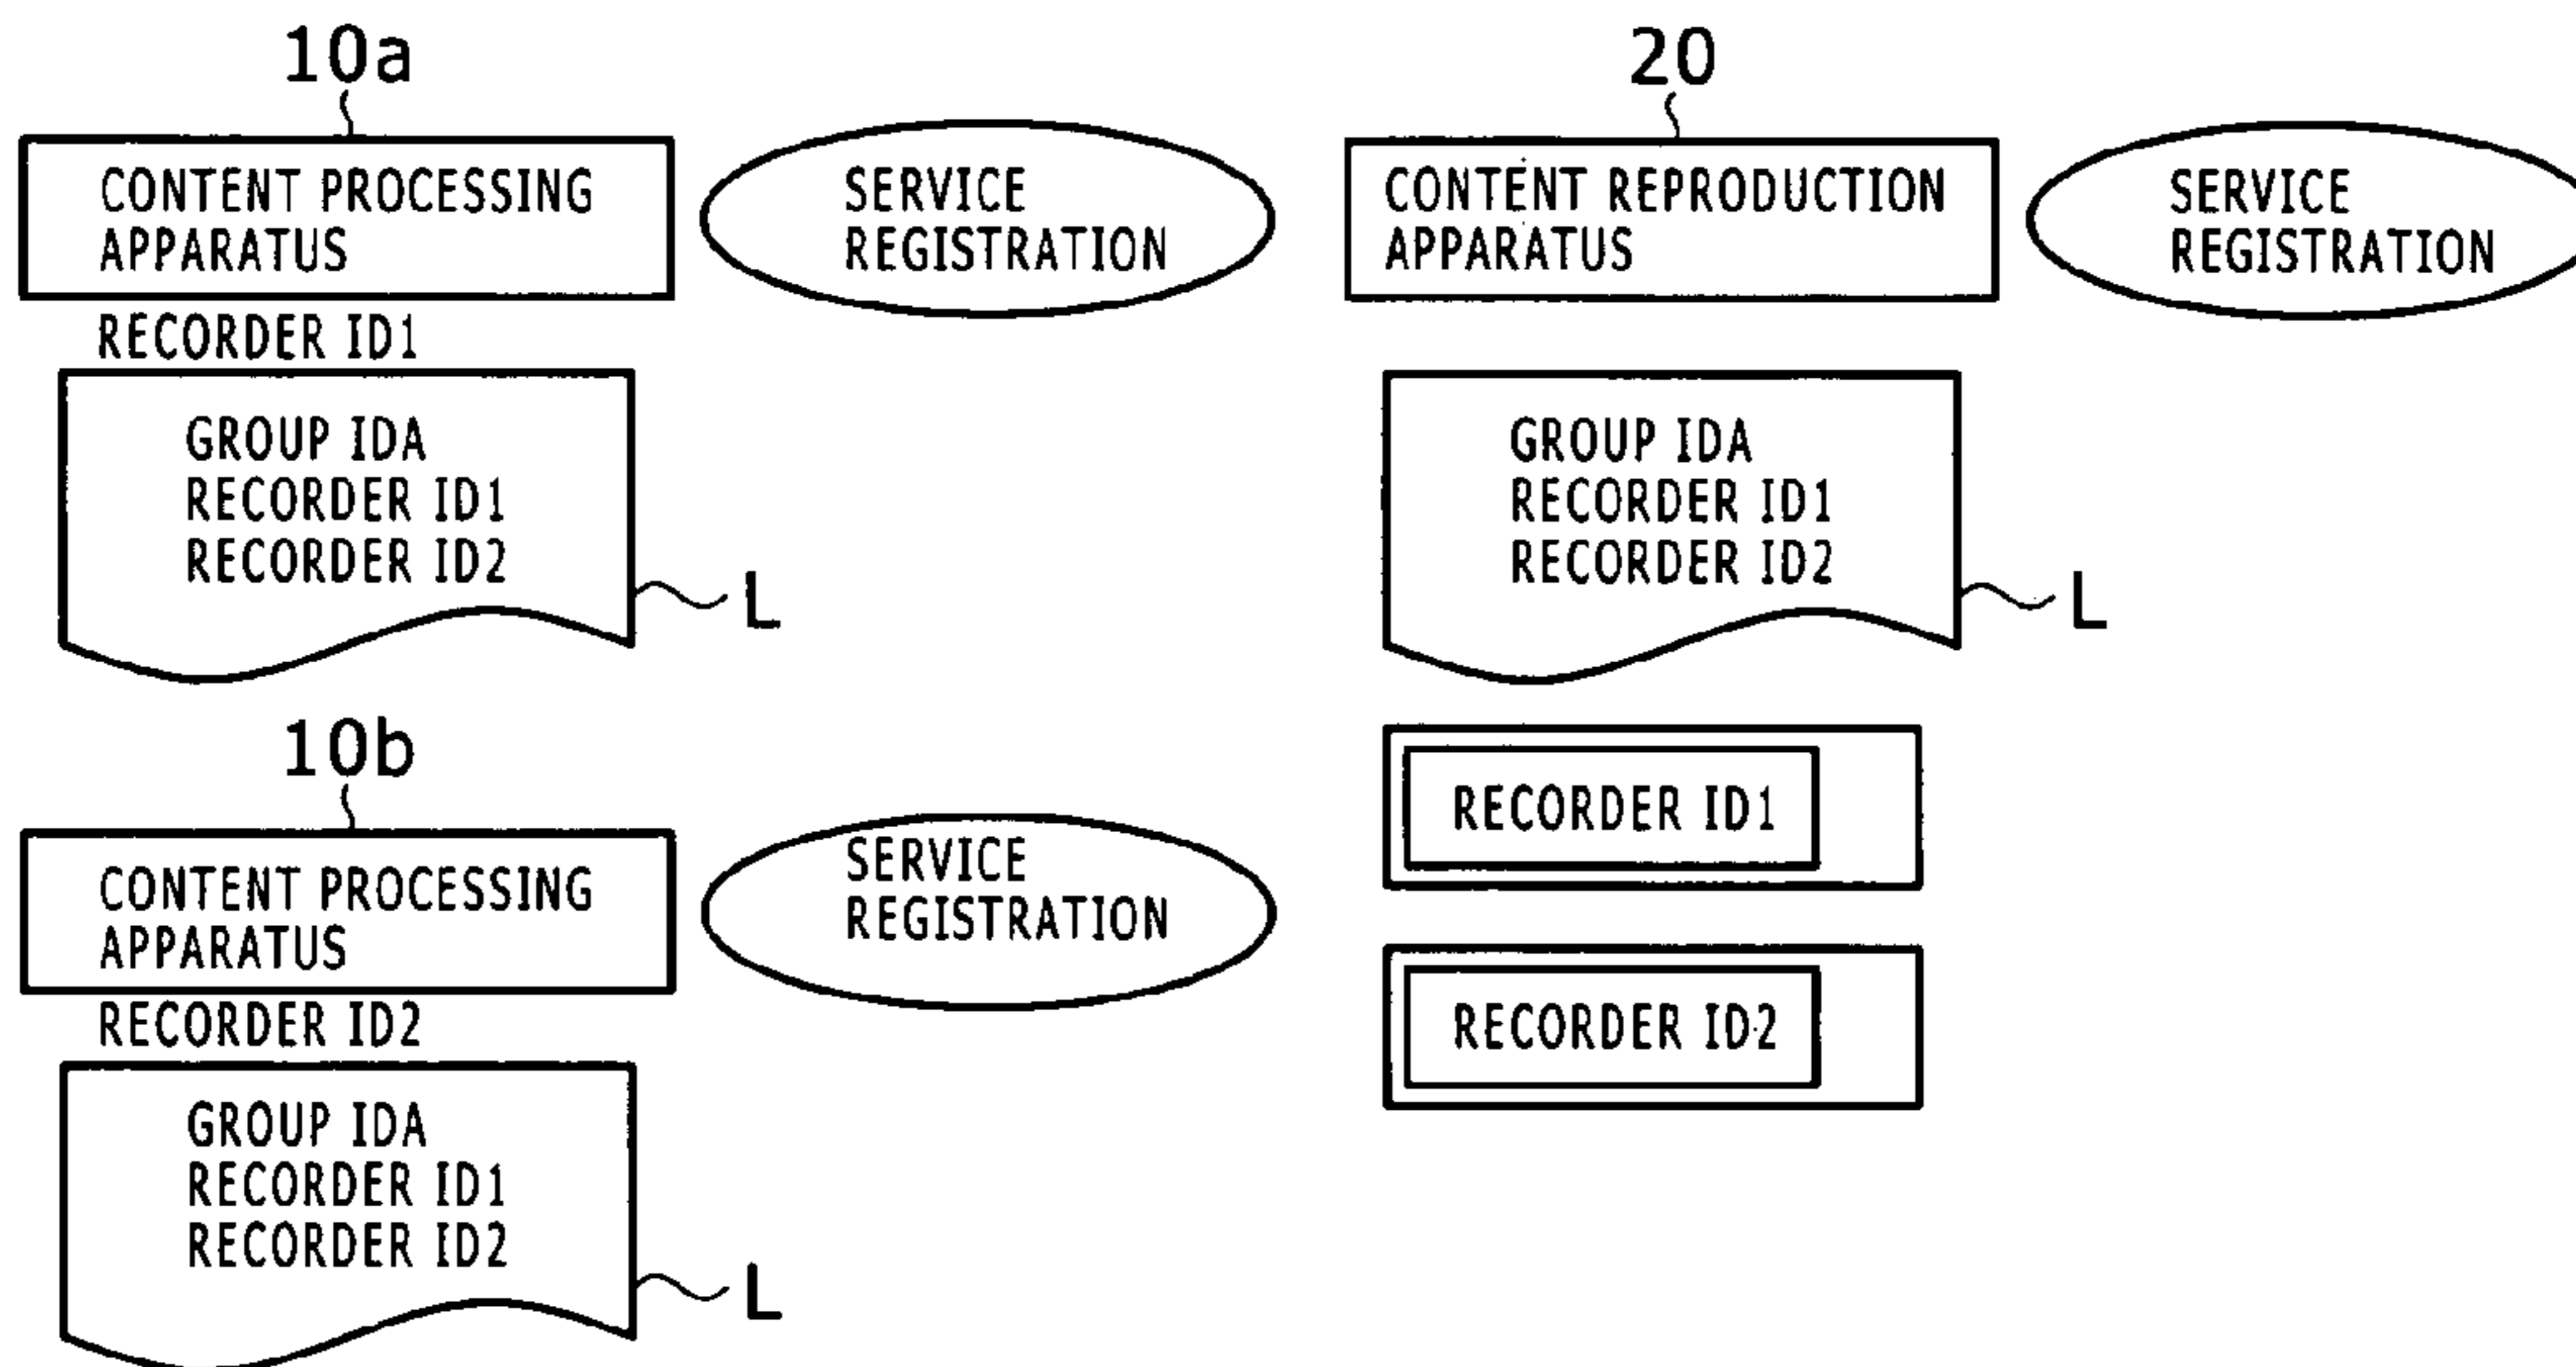 10a
CONTENT PROCESSING
APPARATUS
SERVICE
REGISTRATION
RECORDER ID1
GROUP IDA
RECORDER ID1
RECORDER ID2
L
10b
CONTENT PROCESSING
APPARATUS
SERVICE
REGISTRATION
RECORDER ID2
GROUP IDA
RECORDER ID1
RECORDER ID2
L
20
CONTENT REPRODUCTION
APPARATUS
SERVICE
REGISTRATION
GROUP IDA
RECORDER ID1
RECORDER ID2
L
RECORDER ID1
RECORDER ID2